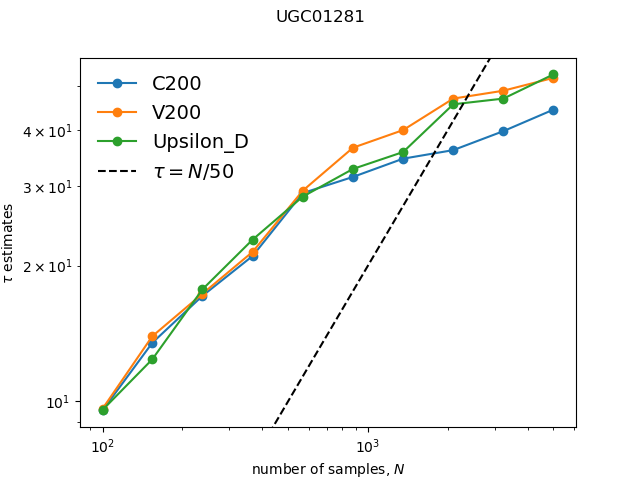 UGC01281
C200
V200
Upsilon_D
τ = N/50
4 × 10¹
3 × 10¹
2 × 10¹
10¹
τ estimates
10² 10³
number of samples, N